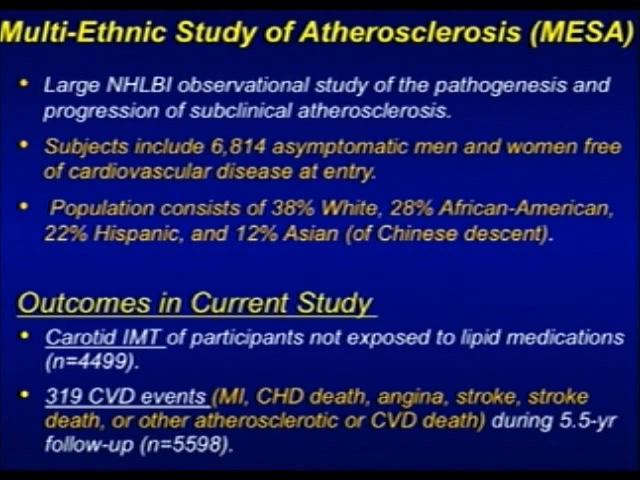 Multi-Ethnic Study of Atherosclerosis (MESA)
• Large NHLBI observational study of the pathogenesis and
progression of subclinical atherosclerosis.
• Subjects include 6,814 asymptomatic men and women free
of cardiovascular disease at entry.
• Population consists of 38% White, 28% African-American,
22% Hispanic, and 12% Asian (of Chinese descent).
Outcomes in Current Study
• Carotid IMT of participants not exposed to lipid medications
(n=4499).
• 319 CVD events (MI, CHD death, angina, stroke, stroke
death, or other atherosclerotic or CVD death) during 5.5-yr
follow-up (n=5598).